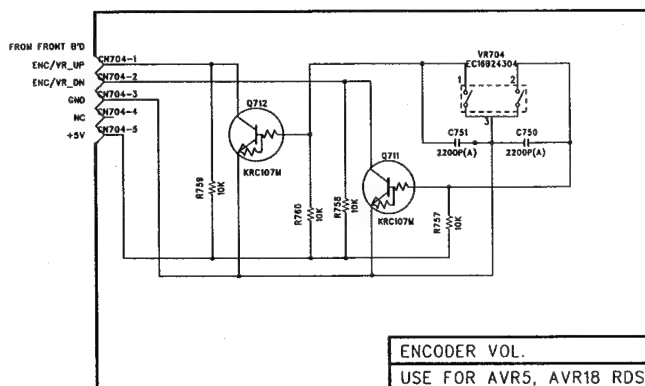 FROM FRONT B'D
ENC/VR_UP CN704-1
ENC/VR_DN CN704-2
GND CN704-3
NC CN704-4
+5V CN704-5
VR704
EC16B24304
1 2
3
Q712
KRC107M
C751
2200P(A)
C750
2200P(A)
Q711
KRC107M
R759
10K
R760
10K
R758
10K
R757
10K
ENCODER VOL.
USE FOR AVR5, AVR18 RDS